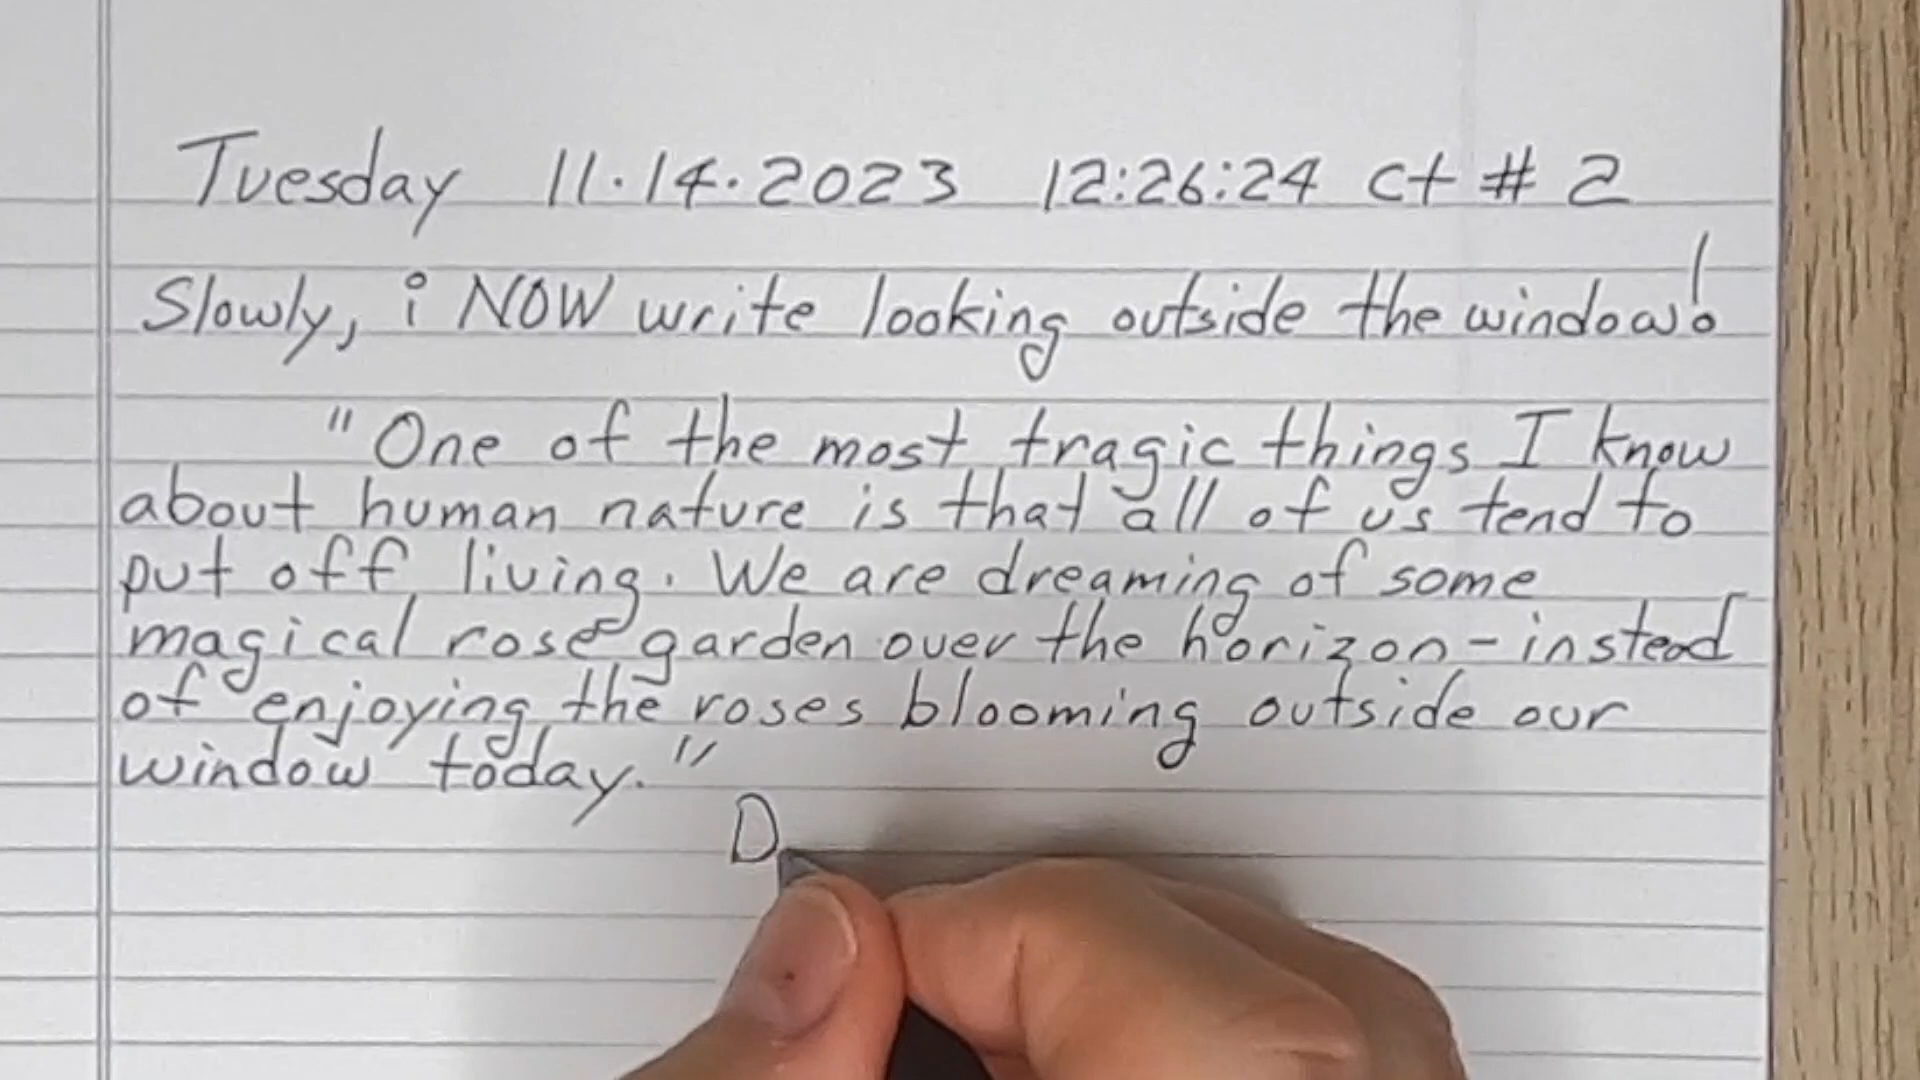 Tuesday 11.14.2023 12:26:24 ct # 2
Slowly, i NOW write looking outside the window!
"One of the most tragic things I know
about human nature is that all of us tend to
put off living. We are dreaming of some
magical rose garden over the horizon-instead
of enjoying the roses blooming outside our
window today."
D